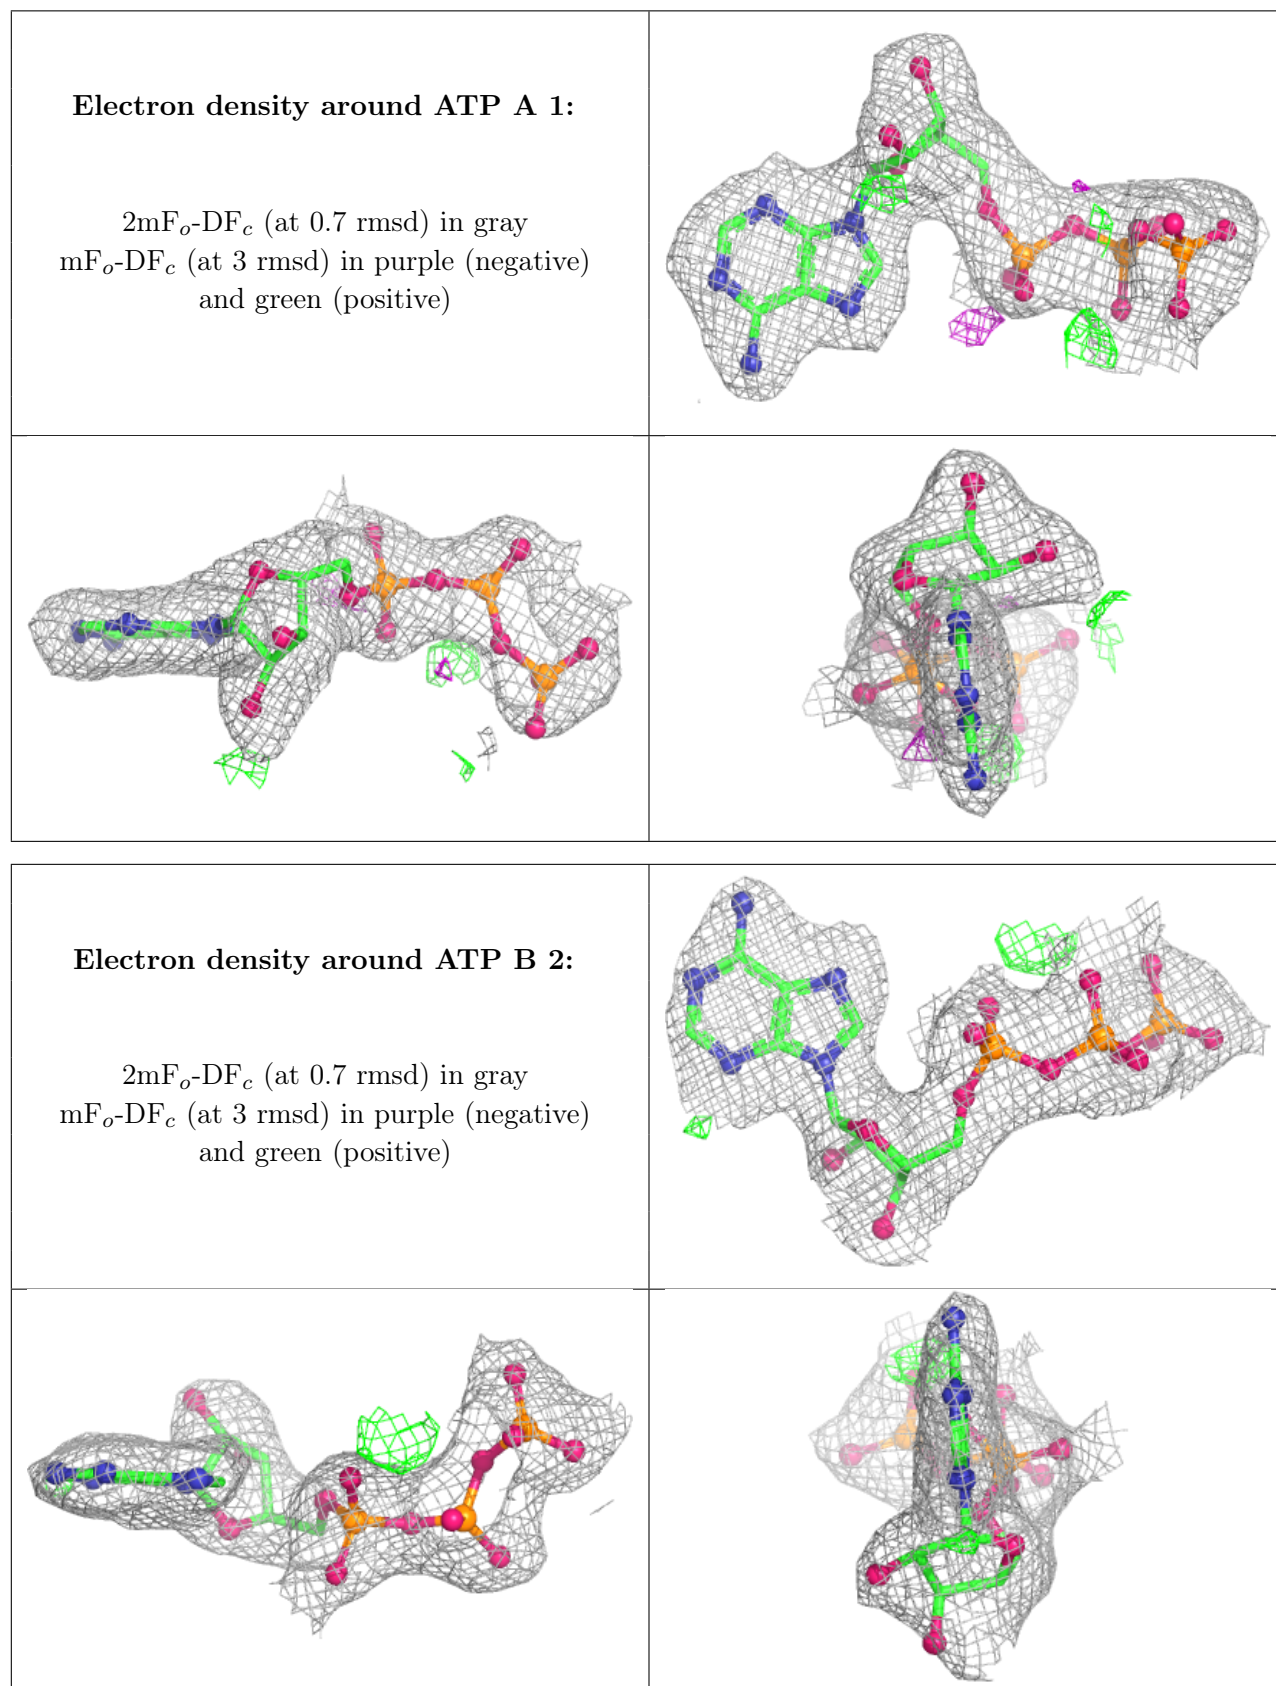 Electron density around ATP A 1:
2mFₒ-DF𝒸 (at 0.7 rmsd) in gray
mFₒ-DF𝒸 (at 3 rmsd) in purple (negative)
and green (positive)
Electron density around ATP B 2:
2mFₒ-DF𝒸 (at 0.7 rmsd) in gray
mFₒ-DF𝒸 (at 3 rmsd) in purple (negative)
and green (positive)